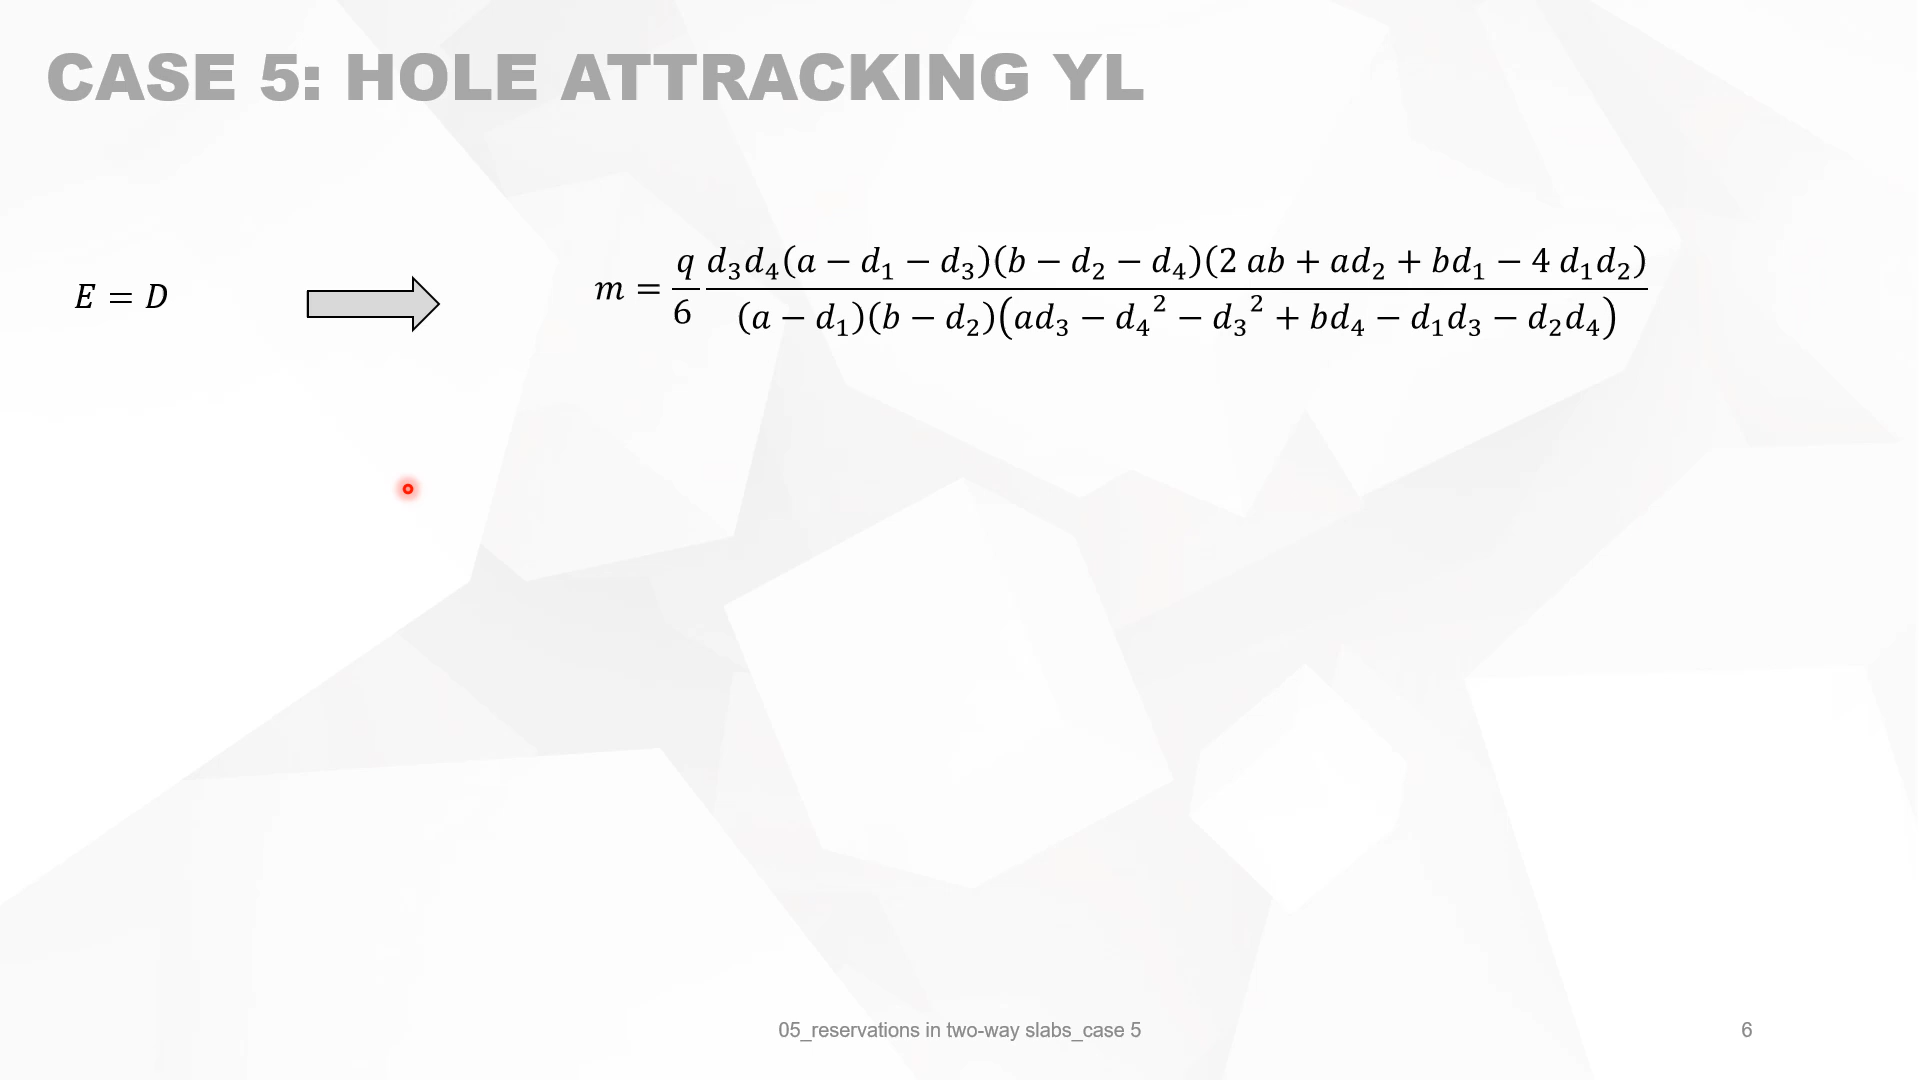 CASE 5: HOLE ATTRACKING YL
E = D
m = q/6 d₃d₄(a − d₁ − d₃)(b − d₂ − d₄)(2 ab + ad₂ + bd₁ − 4 d₁d₂) / (a − d₁)(b − d₂)(ad₃ − d₄² − d₃² + bd₄ − d₁d₃ − d₂d₄)
05_reservations in two-way slabs_case 5
6